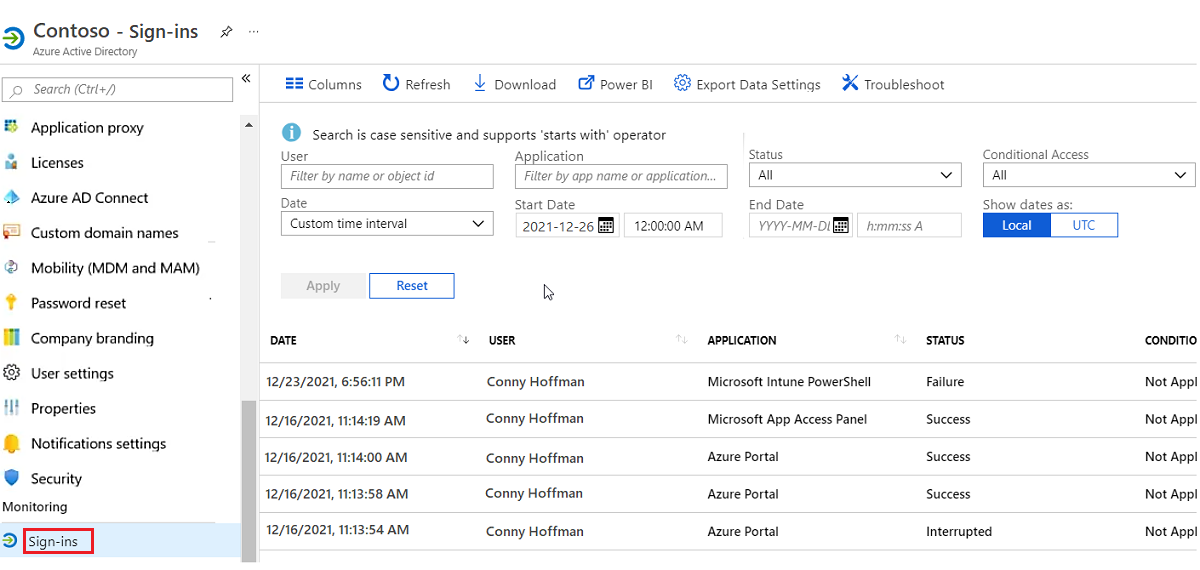 Contoso - Sign-ins
Azure Active Directory
Search (Ctrl+/)
Application proxy
Licenses
Azure AD Connect
Custom domain names
Mobility (MDM and MAM)
Password reset
Company branding
User settings
Properties
Notifications settings
Security
Monitoring
Sign-ins
Columns Refresh Download Power BI Export Data Settings Troubleshoot
Search is case sensitive and supports 'starts with' operator
User Application Status Conditional Access
Filter by name or object id Filter by app name or application... All All
Date Start Date End Date Show dates as:
Custom time interval 2021-12-26 12:00:00 AM YYYY-MM-DD h:mm:ss A Local UTC
Apply Reset
DATE USER APPLICATION STATUS CONDITIO
12/23/2021, 6:56:11 PM Conny Hoffman Microsoft Intune PowerShell Failure Not Appl
12/16/2021, 11:14:19 AM Conny Hoffman Microsoft App Access Panel Success Not Appl
12/16/2021, 11:14:00 AM Conny Hoffman Azure Portal Success Not Appl
12/16/2021, 11:13:58 AM Conny Hoffman Azure Portal Success Not Appl
12/16/2021, 11:13:54 AM Conny Hoffman Azure Portal Interrupted Not Appl